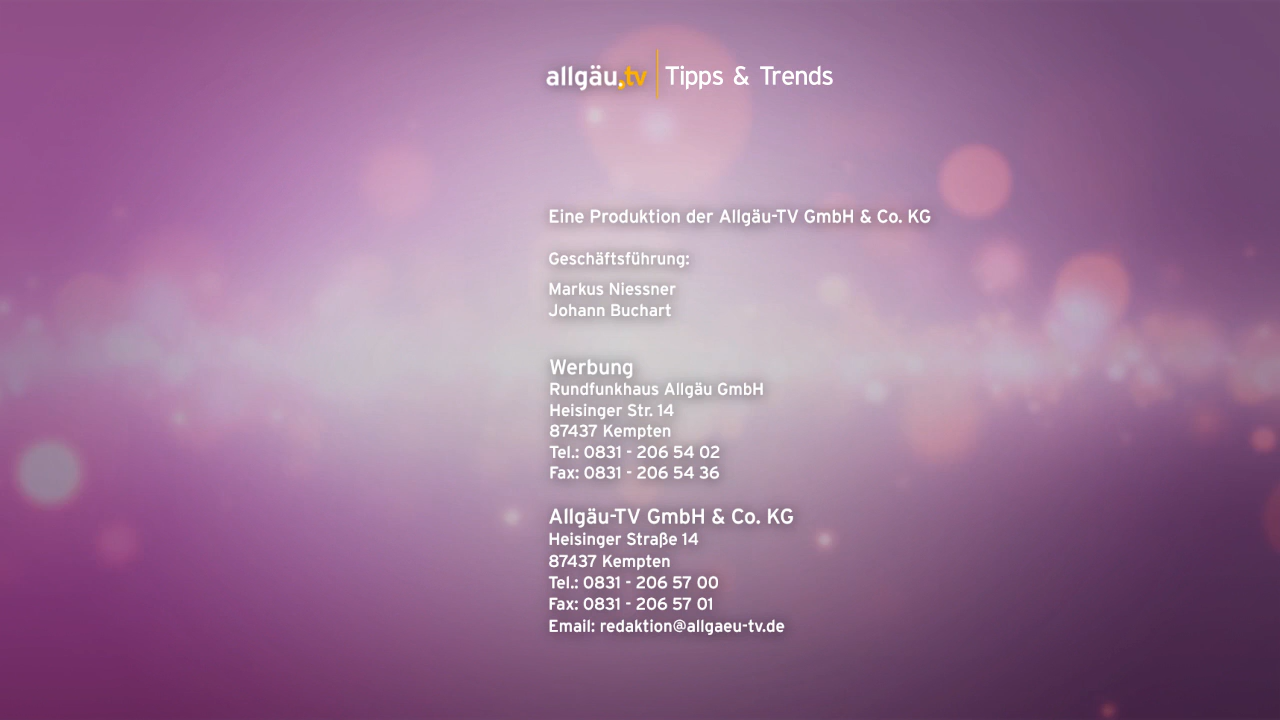 allgäu.tv | Tipps & Trends
Eine Produktion der Allgäu-TV GmbH & Co. KG
Geschäftsführung:
Markus Niessner
Johann Buchart
Werbung
Rundfunkhaus Allgäu GmbH
Heisinger Str. 14
87437 Kempten
Tel.: 0831 - 206 54 02
Fax: 0831 - 206 54 36
Allgäu-TV GmbH & Co. KG
Heisinger Straße 14
87437 Kempten
Tel.: 0831 - 206 57 00
Fax: 0831 - 206 57 01
Email: redaktion@allgaeu-tv.de